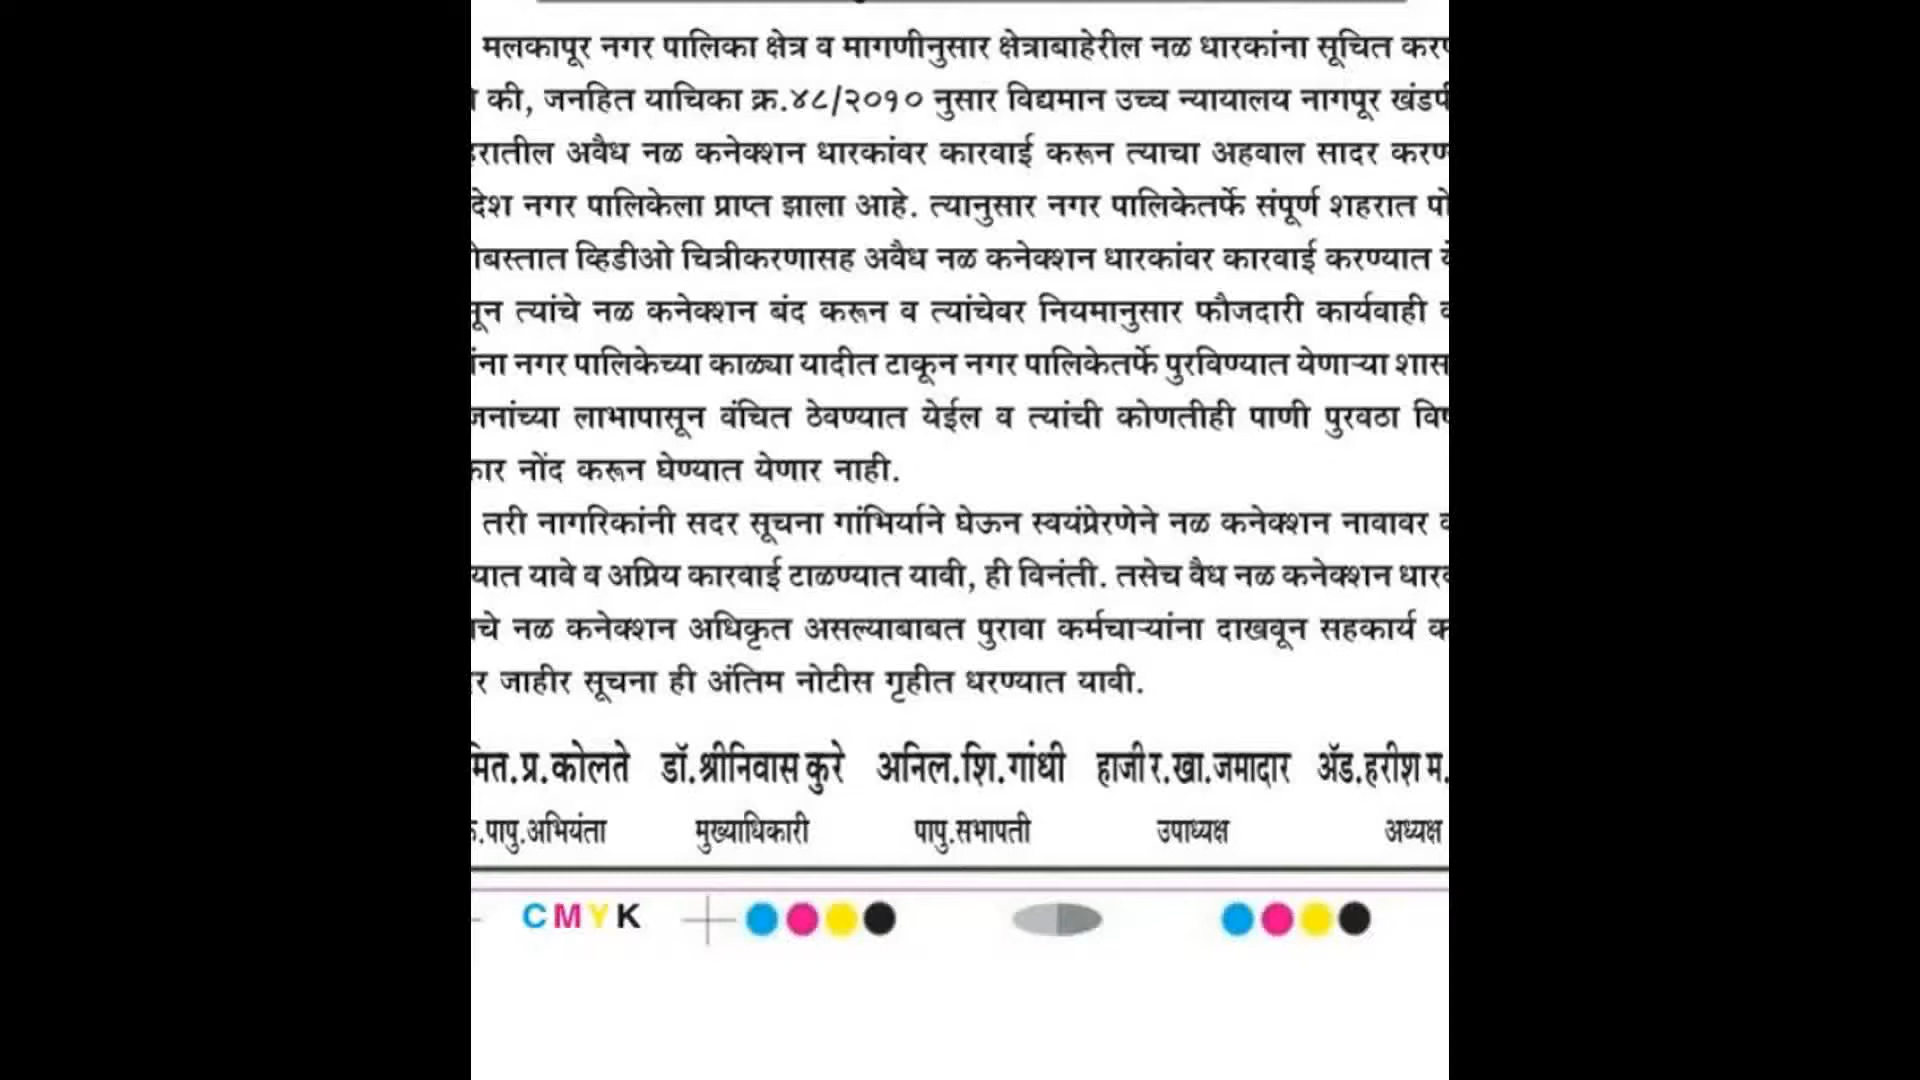 मलकापूर नगर पालिका क्षेत्र व मागणीनुसार क्षेत्राबाहेरील नळ धारकांना सूचित
की, जनहित याचिका क्र.४८/२०१० नुसार विद्यमान उच्च न्यायालय नागपूर
अवैध नळ कनेक्शन धारकांवर कारवाई करून त्याचा अहवाल सादर
नगर पालिकेला प्राप्त झाला आहे. त्यानुसार नगर पालिकेतर्फे संपूर्ण शहरात
व्हिडीओ चित्रीकरणासह अवैध नळ कनेक्शन धारकांवर कारवाई करण्यात
त्यांचे नळ कनेक्शन बंद करून व त्यांचेवर नियमानुसार फौजदारी कार्यवाही
नगर पालिकेच्या काळ्या यादीत टाकून नगर पालिकेतर्फे पुरविण्यात येणाऱ्या
लाभापासून वंचित ठेवण्यात येईल व त्यांची कोणतीही पाणी पुरवठा
नोंद करून घेण्यात येणार नाही.
तरी नागरिकांनी सदर सूचना गांभिर्याने घेऊन स्वयंप्रेरणेने नळ कनेक्शन नावावर
यावे व अप्रिय कारवाई टाळण्यात यावी, ही विनंती. तसेच वैध नळ कनेक्शन
नळ कनेक्शन अधिकृत असल्याबाबत पुरावा कर्मचाऱ्यांना दाखवून सहकार्य
जाहीर सूचना ही अंतिम नोटीस गृहीत धरण्यात यावी.
प्र.कोलते डॉ.श्रीनिवास कुरे अनिल.शि.गांधी हाजी र.खा.जमादार ॲड.हरीश म.
पापु.अभियंता मुख्याधिकारी पापु.सभापती उपाध्यक्ष अध्यक्ष
CMYK